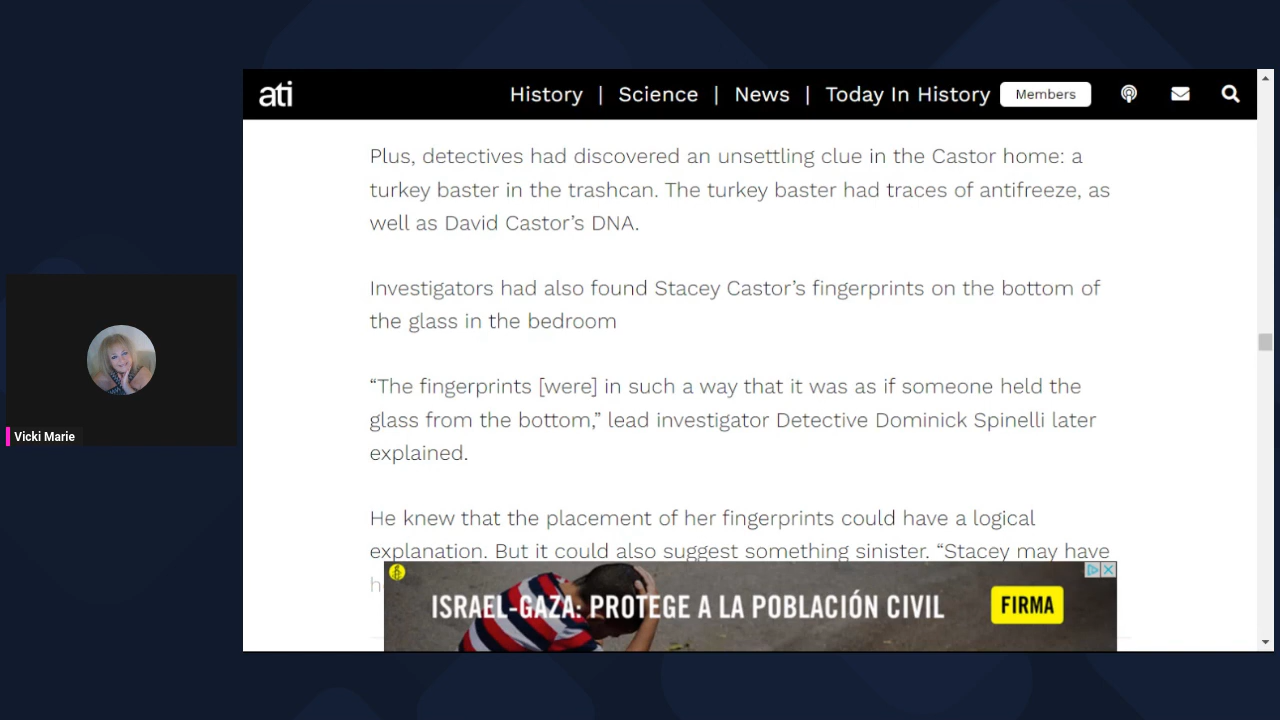 ati
History | Science | News | Today In History Members
Plus, detectives had discovered an unsettling clue in the Castor home: a
turkey baster in the trashcan. The turkey baster had traces of antifreeze, as
well as David Castor’s DNA.
Investigators had also found Stacey Castor’s fingerprints on the bottom of
the glass in the bedroom
“The fingerprints [were] in such a way that it was as if someone held the
glass from the bottom,” lead investigator Detective Dominick Spinelli later
explained.
He knew that the placement of her fingerprints could have a logical
explanation. But it could also suggest something sinister. “Stacey may have
ISRAEL-GAZA: PROTEGE A LA POBLACIÓN CIVIL
FIRMA
Vicki Marie